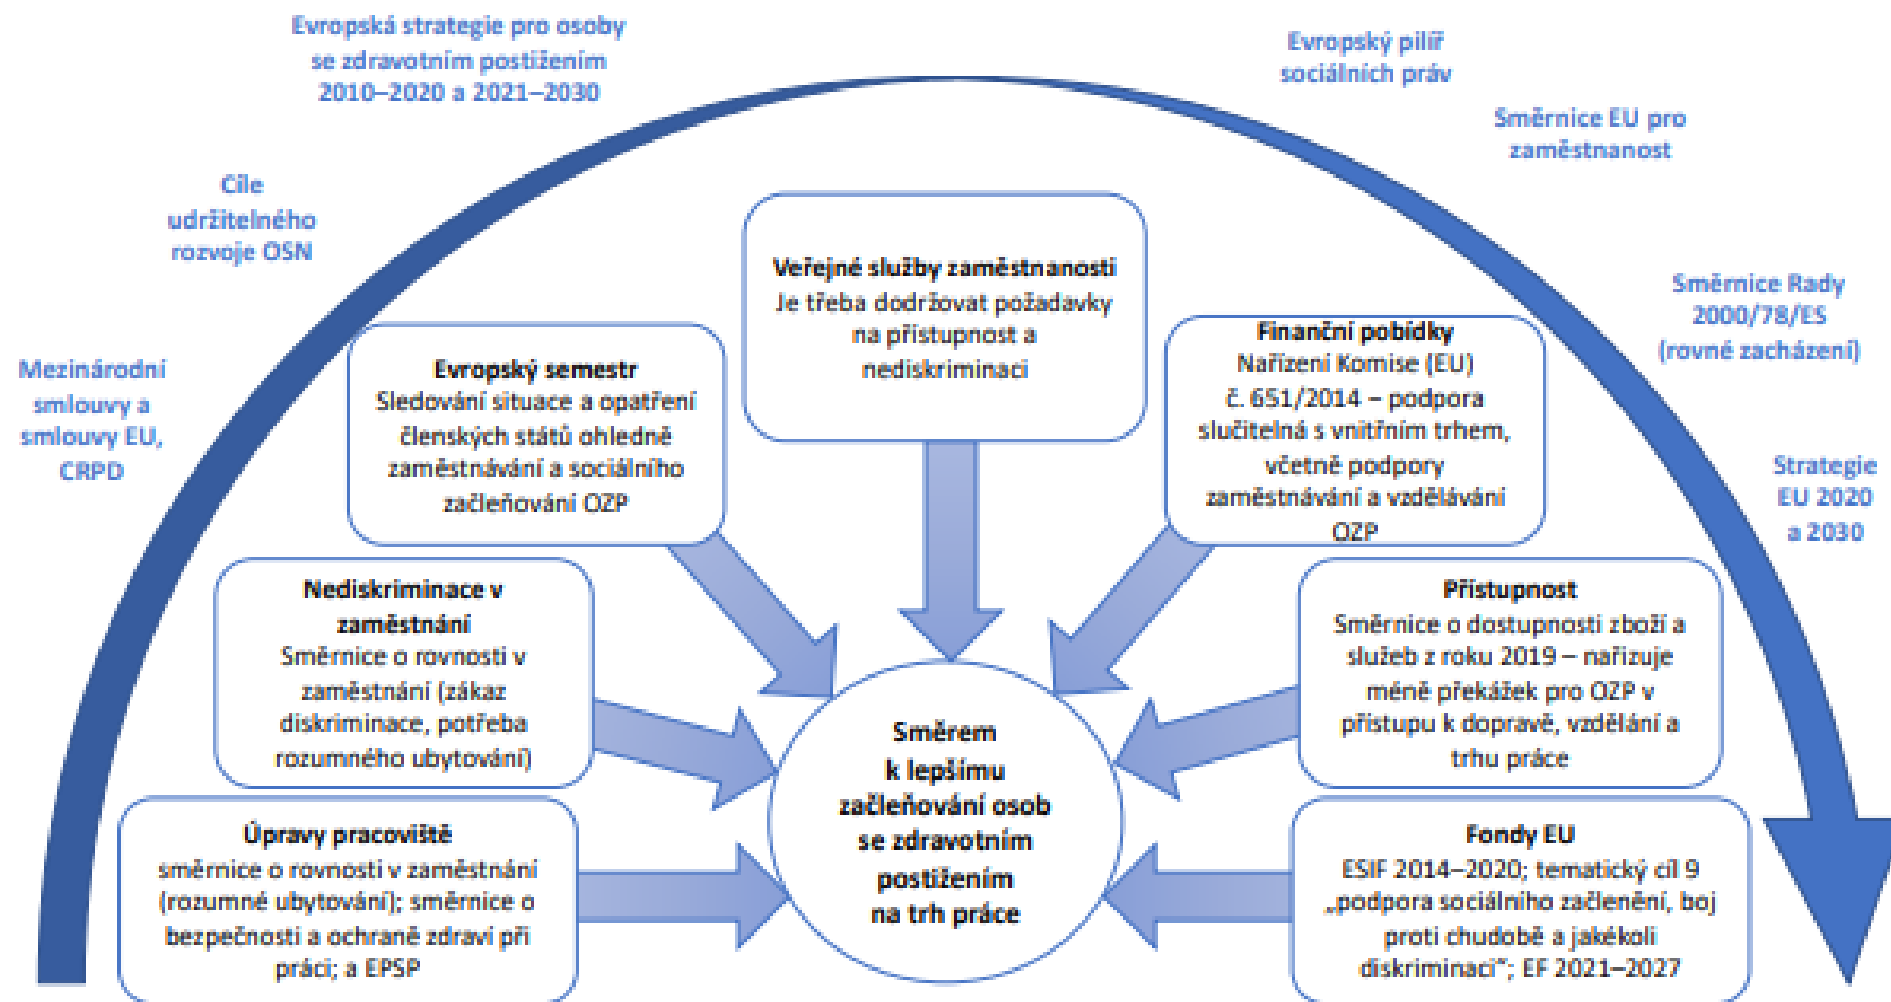 Evropská strategie pro osoby
se zdravotním postižením
2010–2020 a 2021–2030
Evropský pilíř
sociálních práv
Směrnice EU pro
zaměstnanost
Cíle
udržitelného
rozvoje OSN
Směrnice Rady
2000/78/ES
(rovné zacházení)
Mezinárodní
smlouvy a
smlouvy EU,
CRPD
Strategie
EU 2020
a 2030
Veřejné služby zaměstnanosti
Je třeba dodržovat požadavky
na přístupnost a
nediskriminaci
Evropský semestr
Sledování situace a opatření
členských států ohledně
zaměstnávání a sociálního
začleňování OZP
Finanční pobídky
Nařízení Komise (EU)
č. 651/2014 – podpora
slučitelná s vnitřním trhem,
včetně podpory
zaměstnávání a vzdělávání
OZP
Nediskriminace v
zaměstnání
Směrnice o rovnosti v
zaměstnání (zákaz
diskriminace, potřeba
rozumného ubytování)
Přístupnost
Směrnice o dostupnosti zboží a
služeb z roku 2019 – nařizuje
méně překážek pro OZP v
přístupu k dopravě, vzdělání a
trhu práce
Úpravy pracoviště
směrnice o rovnosti v zaměstnání
(rozumné ubytování); směrnice o
bezpečnosti a ochraně zdraví při
práci; a EPSP
Směrem
k lepšímu
začleňování osob
se zdravotním
postižením
na trh práce
Fondy EU
ESIF 2014–2020; tematický cíl 9
„podpora sociálního začlenění, boj
proti chudobě a jakékoli
diskriminaci“; EF 2021–2027